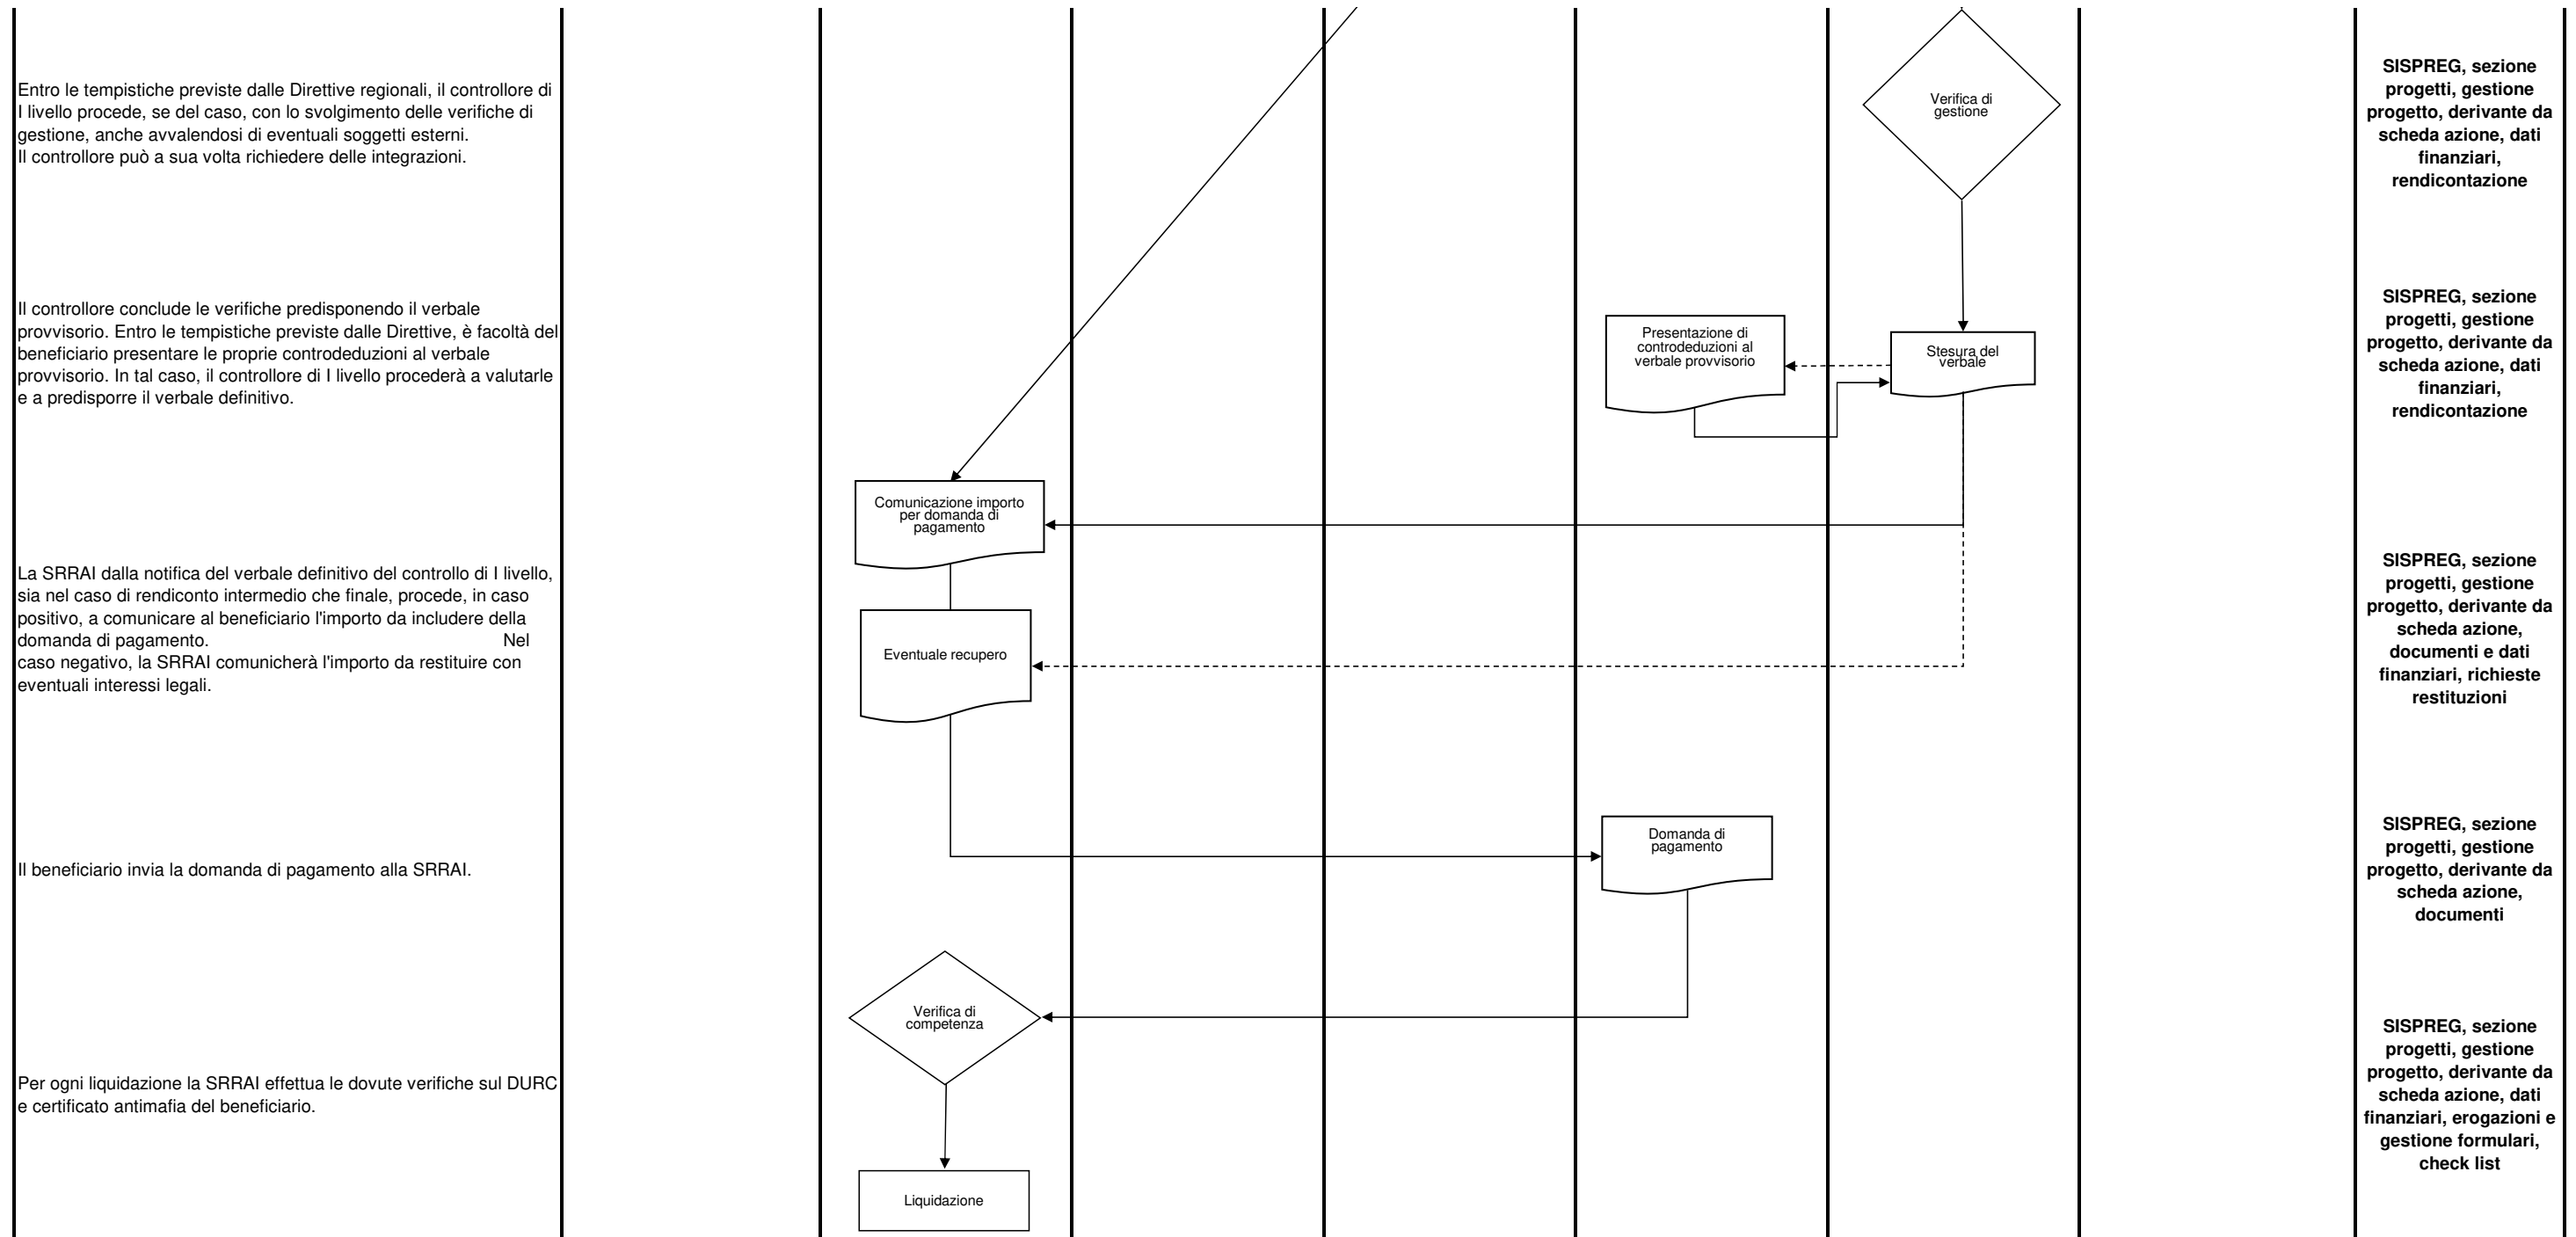 Entro le tempistiche previste dalle Direttive regionali, il controllore di
I livello procede, se del caso, con lo svolgimento delle verifiche di
gestione, anche avvalendosi di eventuali soggetti esterni.
Il controllore può a sua volta richiedere delle integrazioni.
Verifica di
gestione
SISPREG, sezione
progetti, gestione
progetto, derivante da
scheda azione, dati
finanziari,
rendicontazione
Il controllore conclude le verifiche predisponendo il verbale
provvisorio. Entro le tempistiche previste dalle Direttive, è facoltà del
beneficiario presentare le proprie controdeduzioni al verbale
provvisorio. In tal caso, il controllore di I livello procederà a valutarle
e a predisporre il verbale definitivo.
Presentazione di
controdeduzioni al
verbale provvisorio
Stesura del
verbale
SISPREG, sezione
progetti, gestione
progetto, derivante da
scheda azione, dati
finanziari,
rendicontazione
Comunicazione importo
per domanda di
pagamento
La SRRAI dalla notifica del verbale definitivo del controllo di I livello,
sia nel caso di rendiconto intermedio che finale, procede, in caso
positivo, a comunicare al beneficiario l'importo da includere della
domanda di pagamento. Nel
caso negativo, la SRRAI comunicherà l'importo da restituire con
eventuali interessi legali.
Eventuale recupero
SISPREG, sezione
progetti, gestione
progetto, derivante da
scheda azione,
documenti e dati
finanziari, richieste
restituzioni
Il beneficiario invia la domanda di pagamento alla SRRAI.
Domanda di
pagamento
SISPREG, sezione
progetti, gestione
progetto, derivante da
scheda azione,
documenti
Verifica di
competenza
Per ogni liquidazione la SRRAI effettua le dovute verifiche sul DURC
e certificato antimafia del beneficiario.
Liquidazione
SISPREG, sezione
progetti, gestione
progetto, derivante da
scheda azione, dati
finanziari, erogazioni e
gestione formulari,
check list